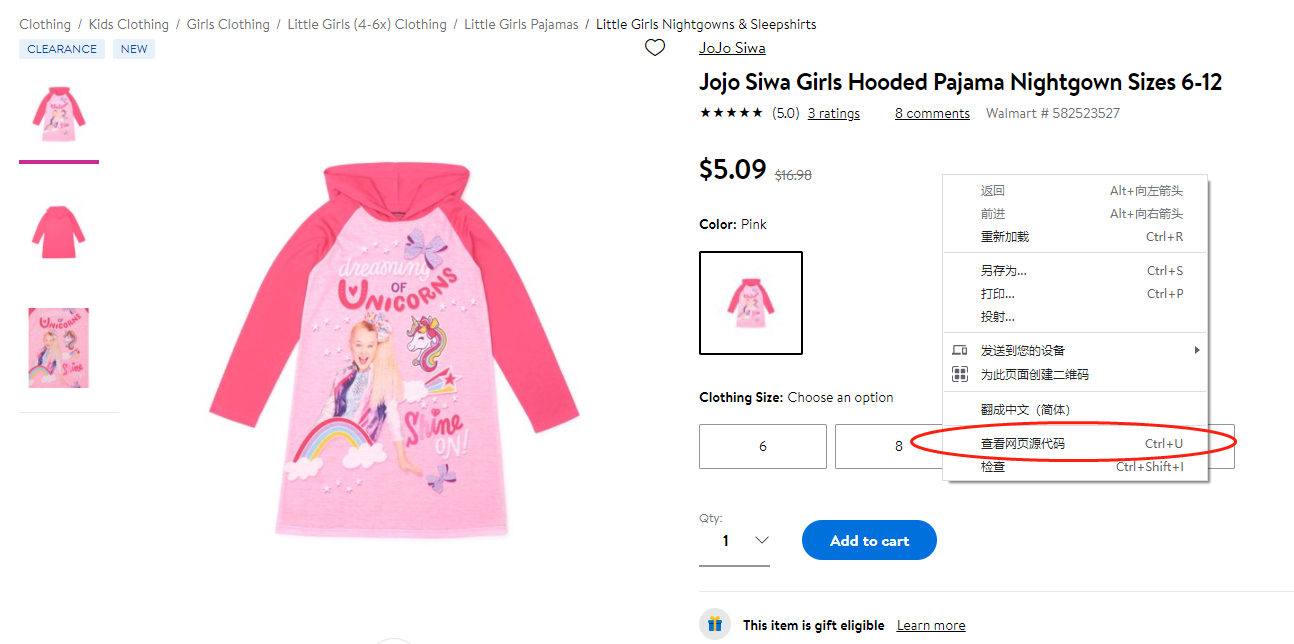 Clothing / Kids Clothing / Girls Clothing / Little Girls (4-6x) Clothing / Little Girls Pajamas / Little Girls Nightgowns & Sleepshirts
CLEARANCE NEW
JoJo Siwa
Jojo Siwa Girls Hooded Pajama Nightgown Sizes 6-12
★★★★★ (5.0) 3 ratings 8 comments Walmart # 582523527
$5.09 $16.98
Color: Pink
Clothing Size: Choose an option
6
8
Qty:
1
Add to cart
This item is gift eligible Learn more
返回 Alt+向左箭头
前进 Alt+向右箭头
重新加载 Ctrl+R
另存为... Ctrl+S
打印... Ctrl+P
投射...
发送到您的设备
为此页面创建二维码
翻成中文（简体）
查看网页源代码 Ctrl+U
检查 Ctrl+Shift+I
dreaming
OF
UNICORNS
Shine
ON!
UNICORNS
Shine